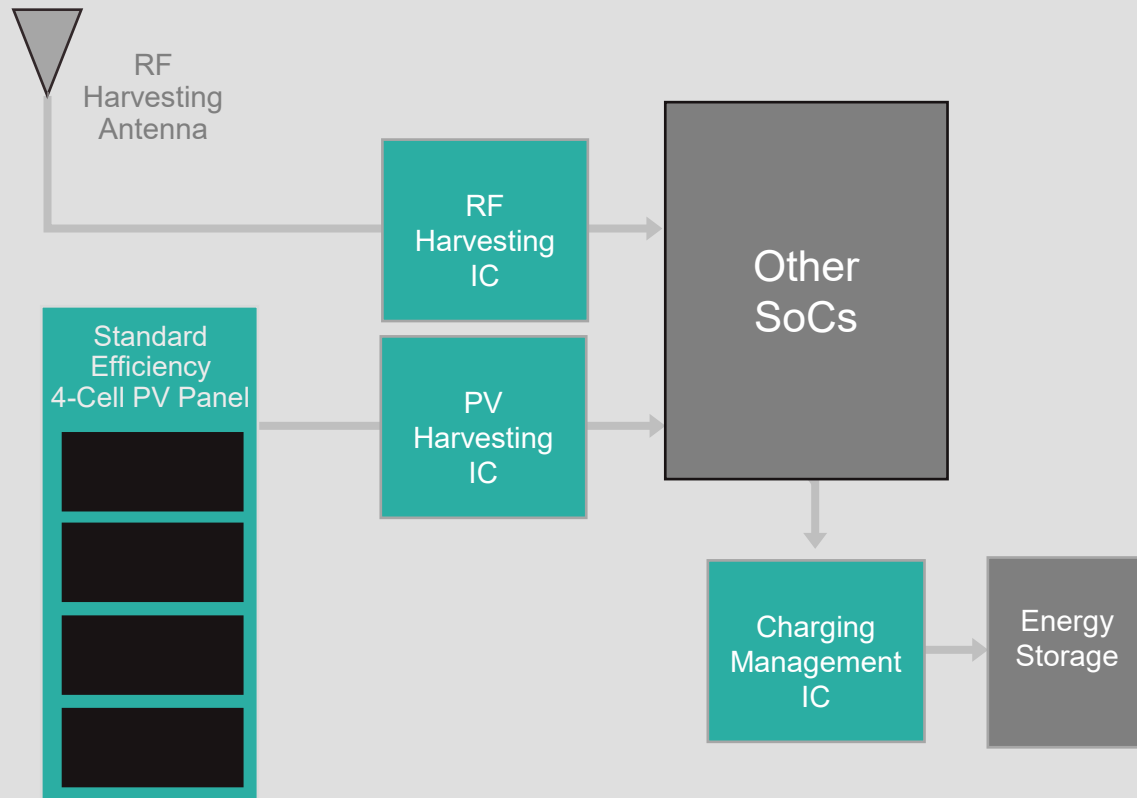 RF
Harvesting
Antenna
RF
Harvesting
IC
Other
SoCs
Standard
Efficiency
4-Cell PV Panel
PV
Harvesting
IC
Charging
Management
IC
Energy
Storage